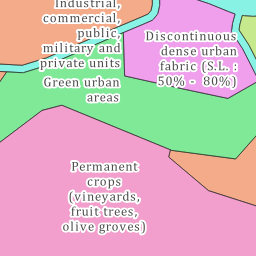 Industrial,
commercial,
public,
military and
private units
Discontinuous
dense urban
fabric (S.L. :
50% -  80%)
Green urban
areas
Permanent
crops
(vineyards,
fruit trees,
olive groves)